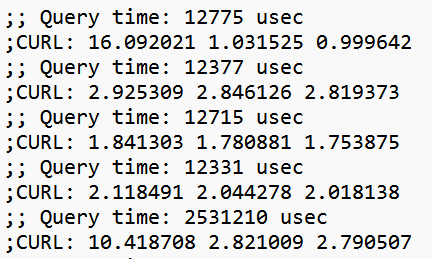 ;; Query time: 12775 usec
;CURL: 16.092021 1.031525 0.999642
;; Query time: 12377 usec
;CURL: 2.925309 2.846126 2.819373
;; Query time: 12715 usec
;CURL: 1.841303 1.780881 1.753875
;; Query time: 12331 usec
;CURL: 2.118491 2.044278 2.018138
;; Query time: 2531210 usec
;CURL: 10.418708 2.821009 2.790507